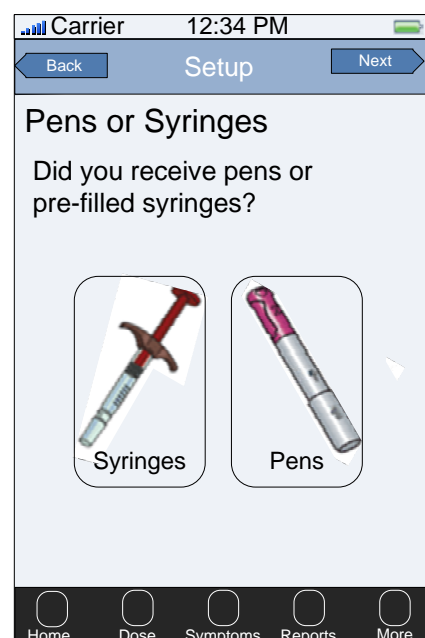 Carrier 12:34 PM
Back Setup Next
Pens or Syringes
Did you receive pens or
pre-filled syringes?
Syringes Pens
Home Dose Symptoms Reports More